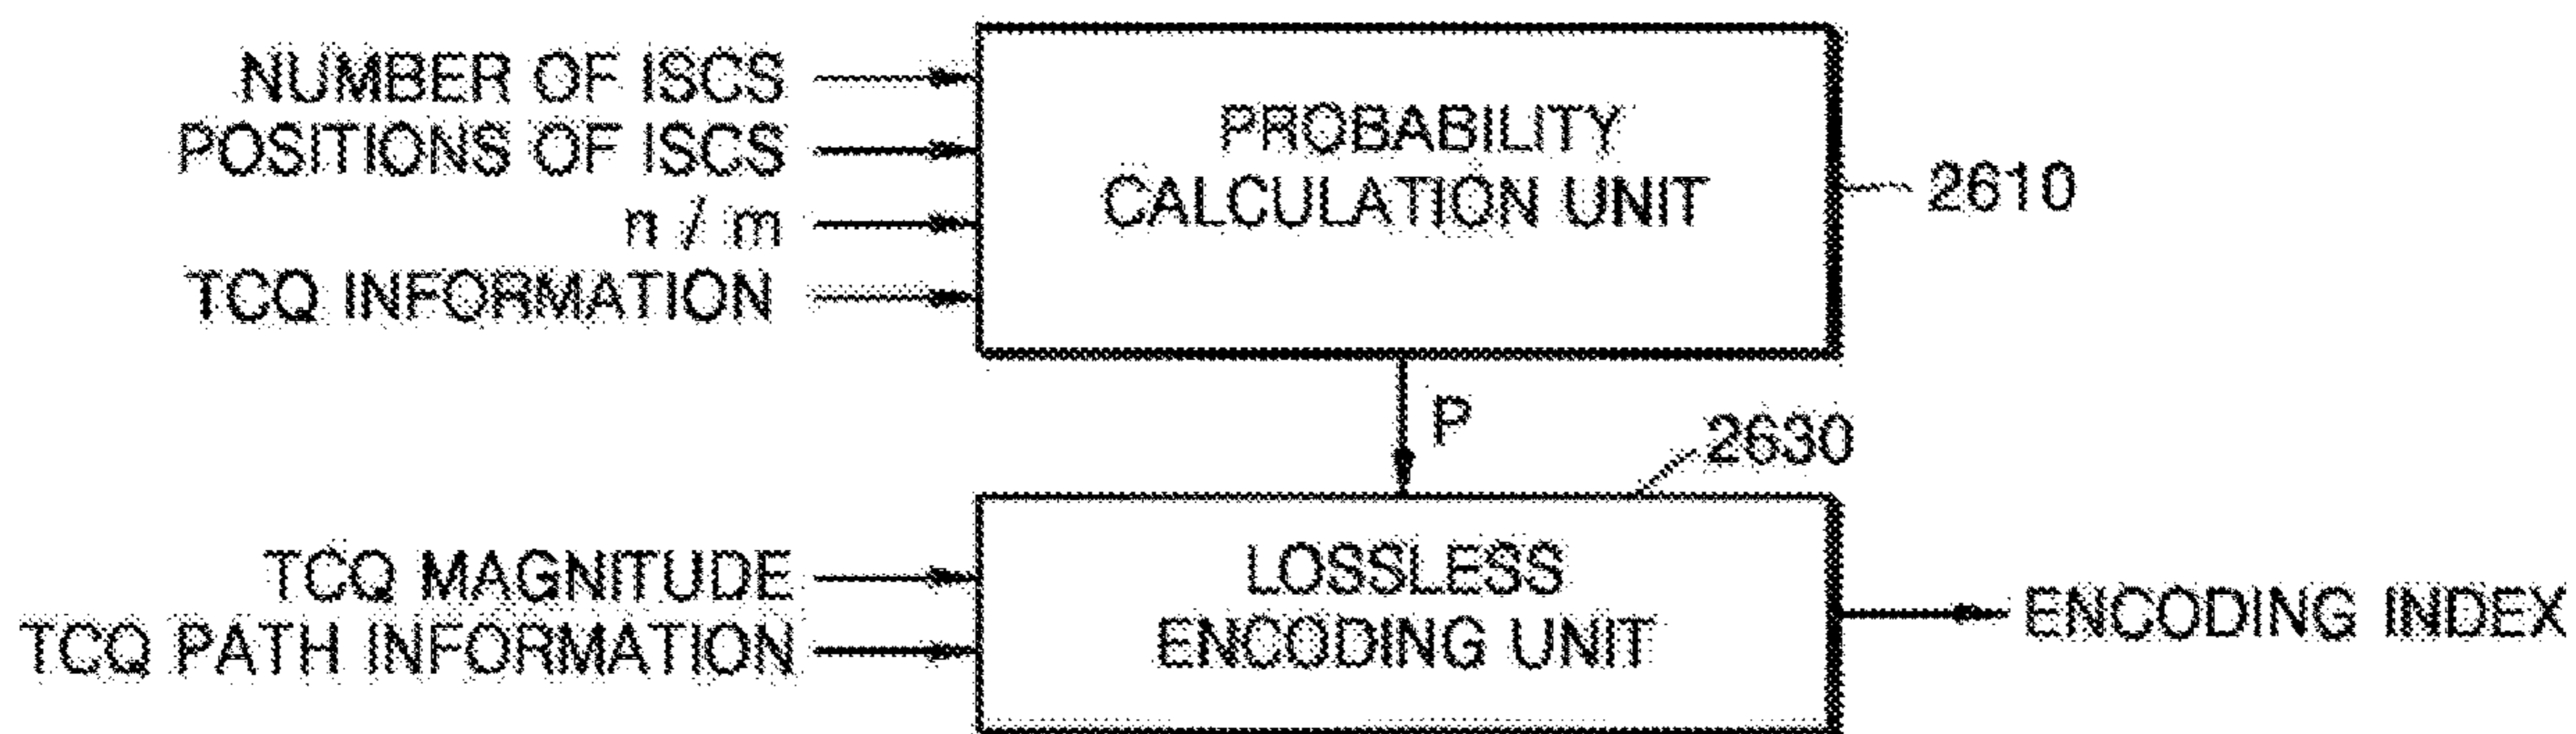 NUMBER OF ISCS
POSITIONS OF ISCS
n / m
TCQ INFORMATION
PROBABILITY
CALCULATION UNIT
2610
P
2630
TCQ MAGNITUDE
TCQ PATH INFORMATION
LOSSLESS
ENCODING UNIT
ENCODING INDEX